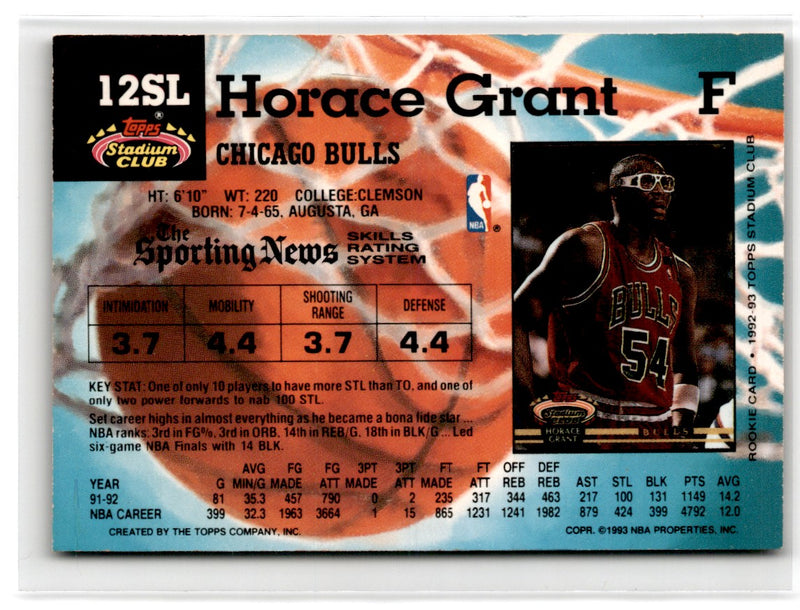 12SL
Topps
®
Stadium
CLUB
Horace Grant F
CHICAGO BULLS
HT: 6'10" WT: 220 COLLEGE:CLEMSON
BORN: 7-4-65, AUGUSTA, GA
NBA ®
The
Sporting News
SKILLS
RATING
SYSTEM
INTIMIDATION MOBILITY SHOOTING RANGE DEFENSE
3.7 4.4 3.7 4.4
KEY STAT: One of only 10 players to have more STL than TO, and one of
only two power forwards to nab 100 STL.
Set career highs in almost everything as he became a bona fide star ...
NBA ranks: 3rd in FG%, 3rd in ORB. 14th in REB/G. 18th in BLK/G ... Led
six-game NBA Finals with 14 BLK.
BULLS
54
Topps
Stadium
CLUB
HORACE
GRANT
BULLS
ROOKIE CARD • 1992-93 TOPPS STADIUM CLUB
AVG FG FG 3PT 3PT FT FT OFF DEF
YEAR G MIN/G MADE ATT MADE ATT MADE ATT REB REB AST STL BLK PTS AVG
91-92 81 35.3 457 790 0 2 235 317 344 463 217 100 131 1149 14.2
NBA CAREER 399 32.3 1963 3664 1 15 865 1231 1241 1982 879 424 399 4792 12.0
CREATED BY THE TOPPS COMPANY, INC. COPR. ©1993 NBA PROPERTIES, INC.